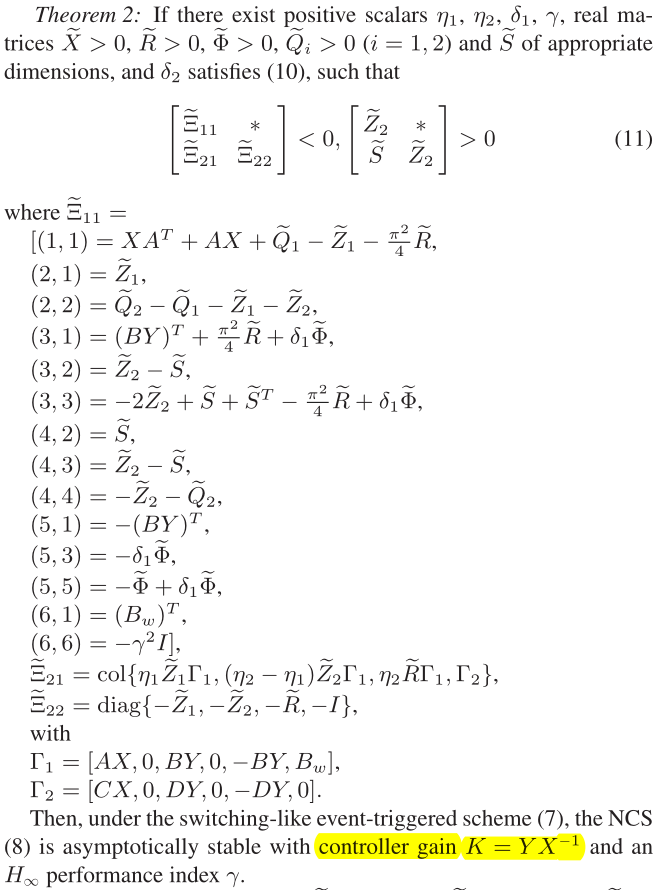 Theorem 2: If there exist positive scalars η₁, η₂, δ₁, γ, real ma-
trices X̃ > 0, R̃ > 0, Φ̃ > 0, Q̃ᵢ > 0 (i = 1, 2) and S̃ of appropriate
dimensions, and δ₂ satisfies (10), such that
[Ξ̃₁₁ * ; Ξ̃₂₁ Ξ̃₂₂] < 0, [Z̃₂ * ; S̃ Z̃₂] > 0 (11)
where Ξ̃₁₁ =
[(1, 1) = XAᵀ + AX + Q̃₁ − Z̃₁ − π²/4 R̃,
(2, 1) = Z̃₁,
(2, 2) = Q̃₂ − Q̃₁ − Z̃₁ − Z̃₂,
(3, 1) = (BY)ᵀ + π²/4 R̃ + δ₁Φ̃,
(3, 2) = Z̃₂ − S̃,
(3, 3) = −2Z̃₂ + S̃ + S̃ᵀ − π²/4 R̃ + δ₁Φ̃,
(4, 2) = S̃,
(4, 3) = Z̃₂ − S̃,
(4, 4) = −Z̃₂ − Q̃₂,
(5, 1) = −(BY)ᵀ,
(5, 3) = −δ₁Φ̃,
(5, 5) = −Φ̃ + δ₁Φ̃,
(6, 1) = (B_w)ᵀ,
(6, 6) = −γ²I],
Ξ̃₂₁ = col{η₁Z̃₁Γ₁, (η₂ − η₁)Z̃₂Γ₁, η₂R̃Γ₁, Γ₂},
Ξ̃₂₂ = diag{−Z̃₁, −Z̃₂, −R̃, −I},
with
Γ₁ = [AX, 0, BY, 0, −BY, B_w],
Γ₂ = [CX, 0, DY, 0, −DY, 0].
Then, under the switching-like event-triggered scheme (7), the NCS
(8) is asymptotically stable with controller gain K = YX⁻¹ and an
H∞ performance index γ.